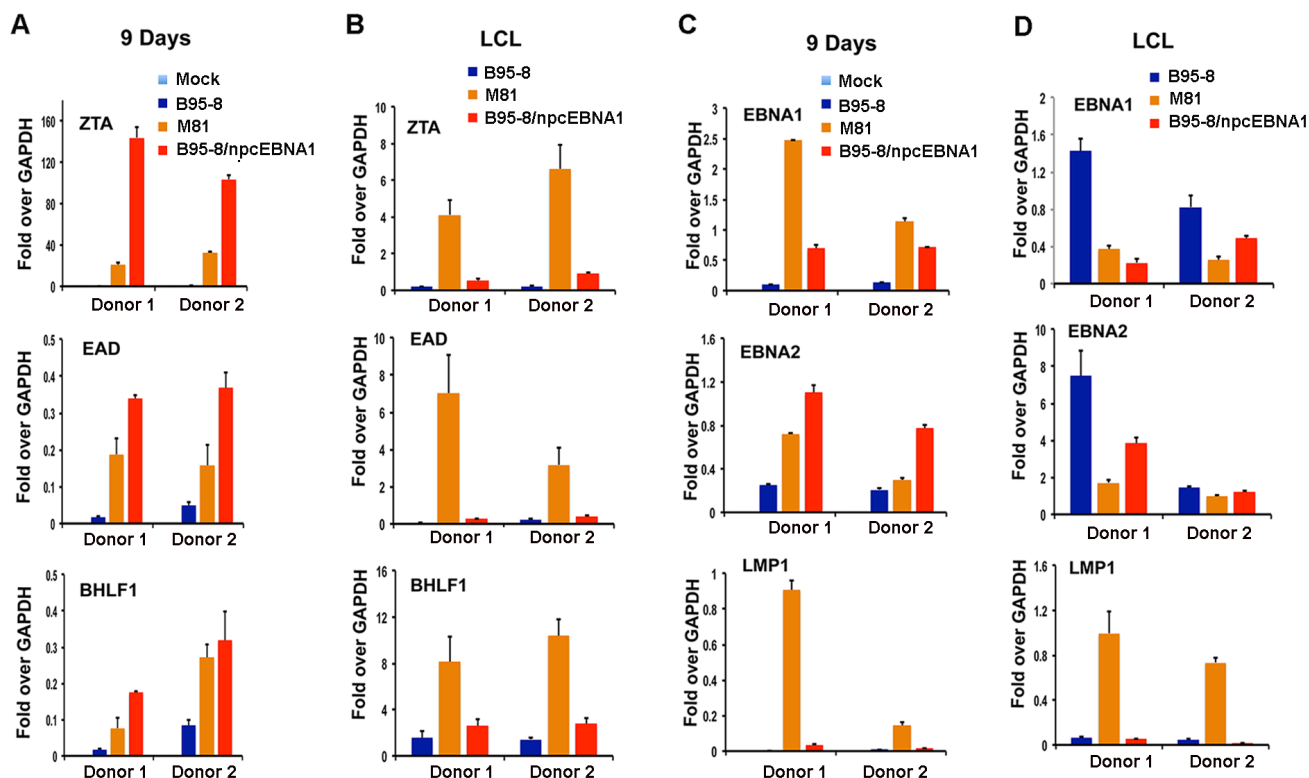 A
9 Days
Mock
B95-8
M81
B95-8/npcEBNA1
ZTA
Fold over GAPDH
160
120
80
40
0
Donor 1 Donor 2
EAD
Fold over GAPDH
0.5
0.4
0.3
0.2
0.1
0
Donor 1 Donor 2
BHLF1
Fold over GAPDH
0.5
0.4
0.3
0.2
0.1
0
Donor 1 Donor 2
B
LCL
B95-8
M81
B95-8/npcEBNA1
ZTA
Fold over GAPDH
10
8
6
4
2
0
Donor 1 Donor 2
EAD
Fold over GAPDH
10
8
6
4
2
0
Donor 1 Donor 2
BHLF1
Fold over GAPDH
16
12
8
4
0
Donor 1 Donor 2
C
9 Days
Mock
B95-8
M81
B95-8/npcEBNA1
EBNA1
Fold over GAPDH
3
2.5
2
1.5
1
0.5
0
Donor 1 Donor 2
EBNA2
Fold over GAPDH
1.6
1.2
0.8
0.4
0
Donor 1 Donor 2
LMP1
Fold over GAPDH
1
0.8
0.6
0.4
0.2
0
Donor 1 Donor 2
D
LCL
B95-8
M81
B95-8/npcEBNA1
EBNA1
Fold over GAPDH
2
1.6
1.2
0.8
0.4
0
Donor 1 Donor 2
EBNA2
Fold over GAPDH
10
8
6
4
2
0
Donor 1 Donor 2
LMP1
Fold over GAPDH
1.6
1.2
0.8
0.4
0
Donor 1 Donor 2